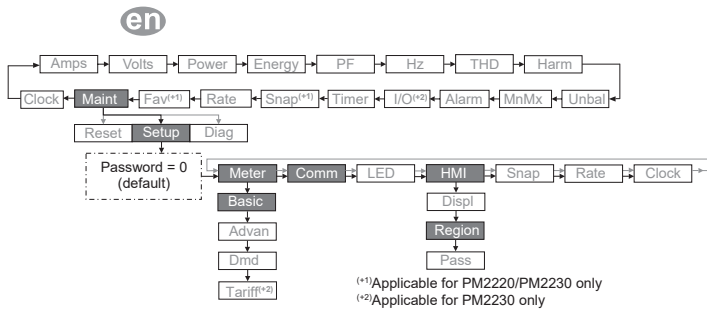 en
Amps Volts Power Energy PF Hz THD Harm
Clock Maint Fav(*1) Rate Snap(*1) Timer I/O(*2) Alarm MnMx Unbal
Reset Setup Diag
Password = 0
(default)
Meter Comm LED HMI Snap Rate Clock
Basic Displ
Advan Region
Dmd Pass
Tariff(*2)
(*1)Applicable for PM2220/PM2230 only
(*2)Applicable for PM2230 only